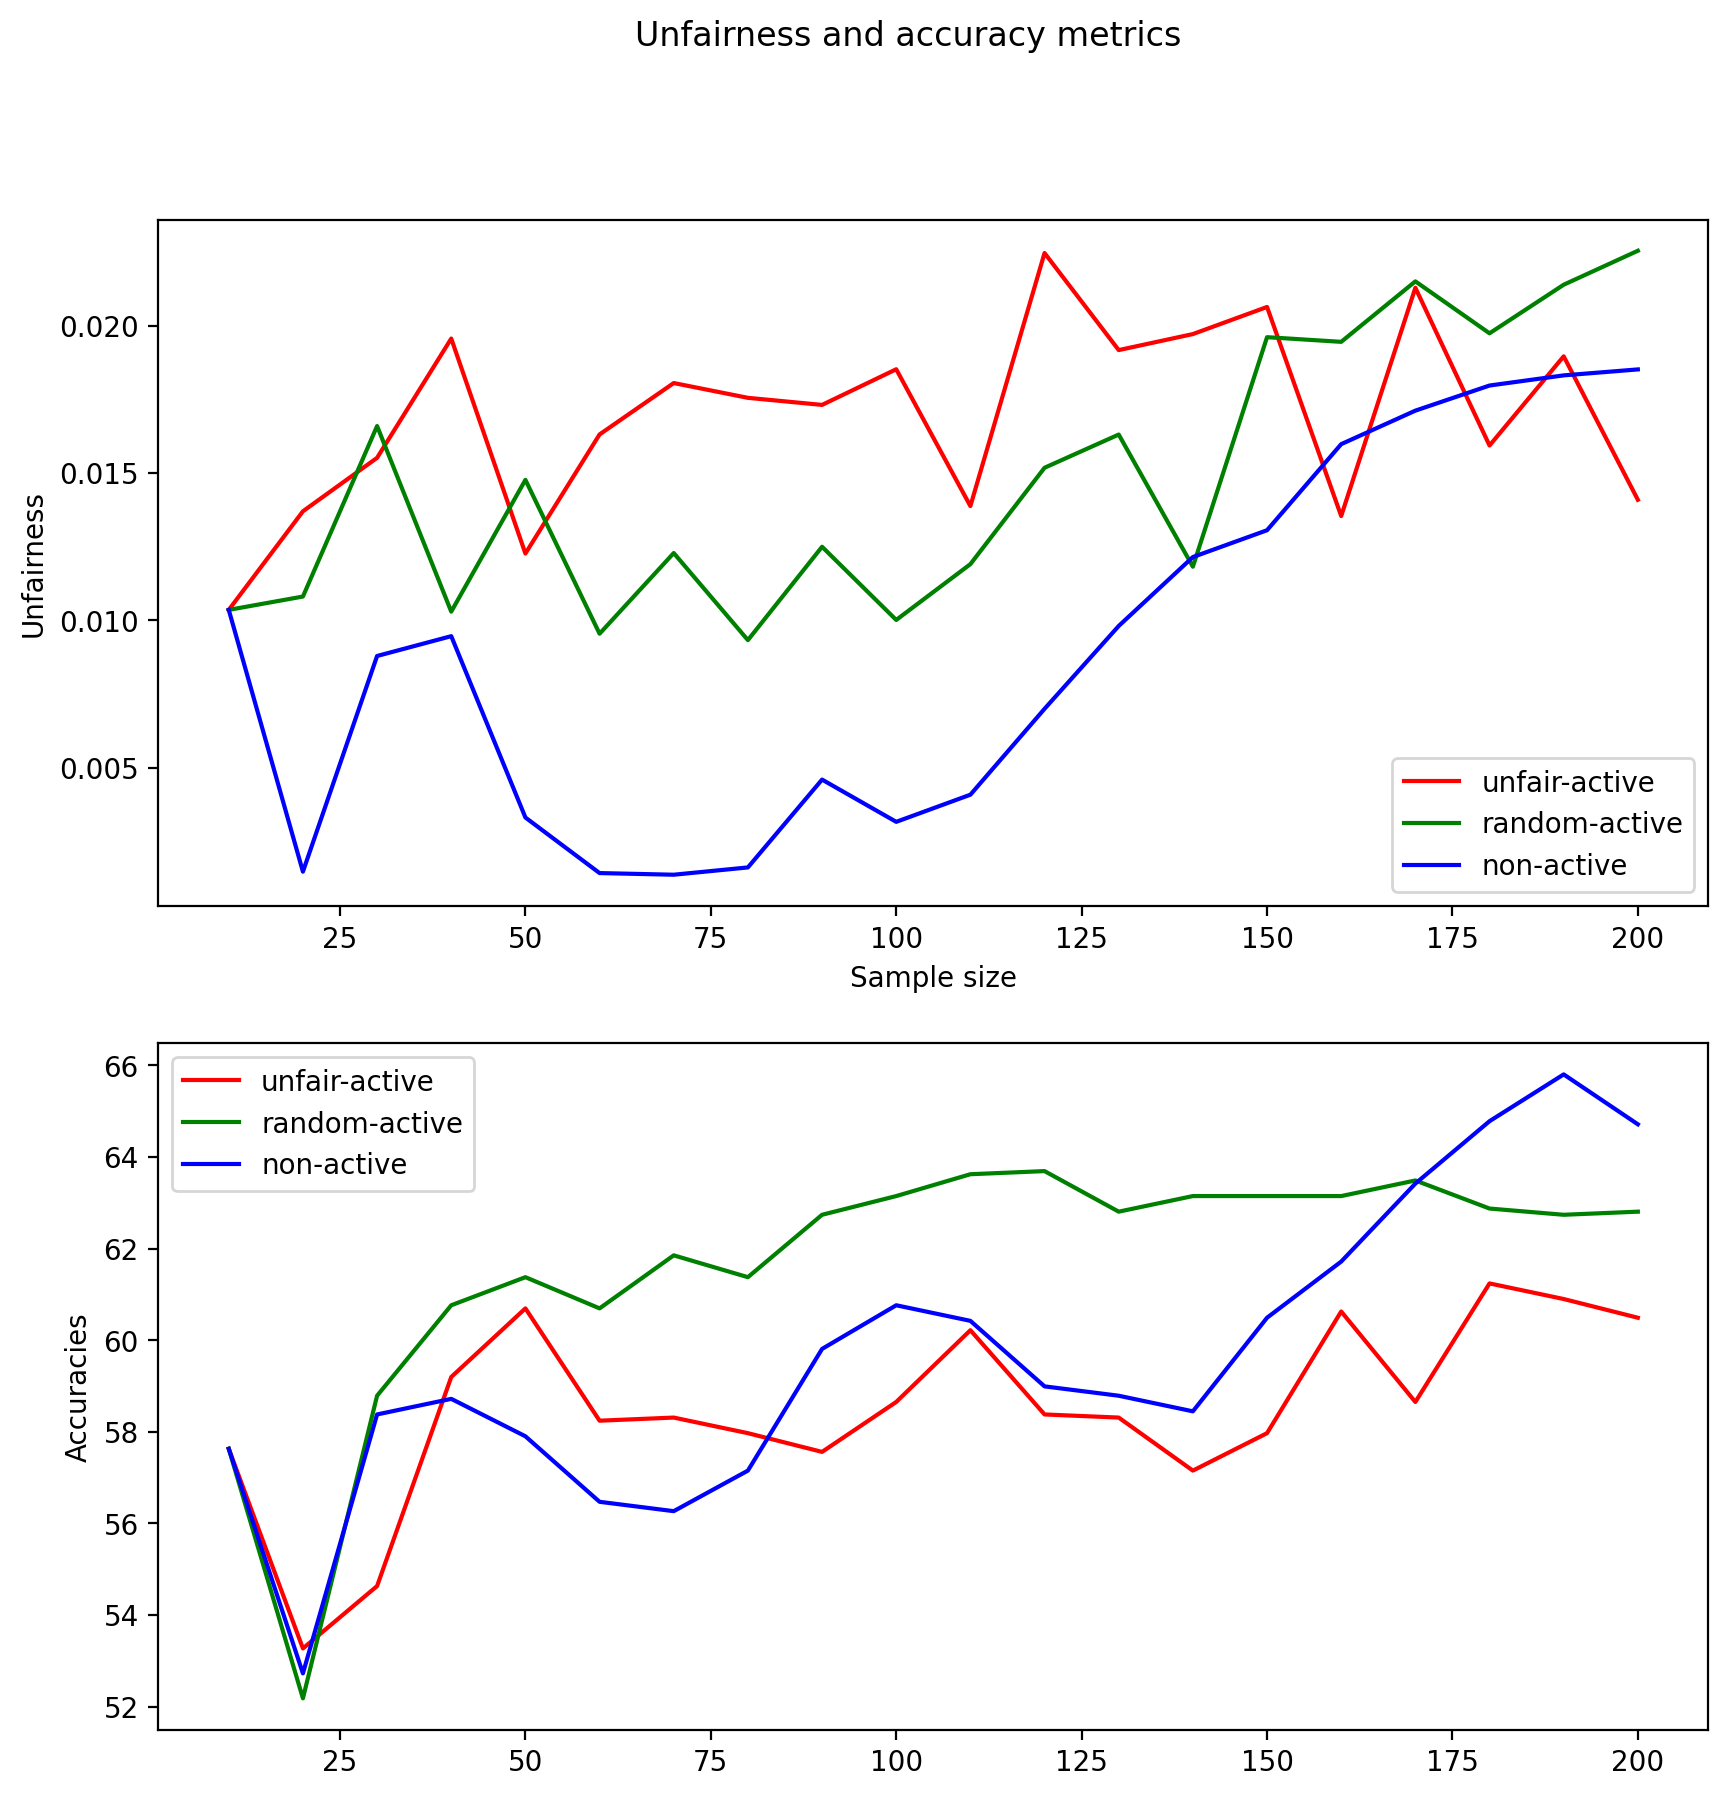 Unfairness and accuracy metrics
Unfairness
0.020
0.015
0.010
0.005
unfair-active
random-active
non-active
25 50 75 100 125 150 175 200
Sample size
Accuracies
66
64
62
60
58
56
54
52
unfair-active
random-active
non-active
25 50 75 100 125 150 175 200